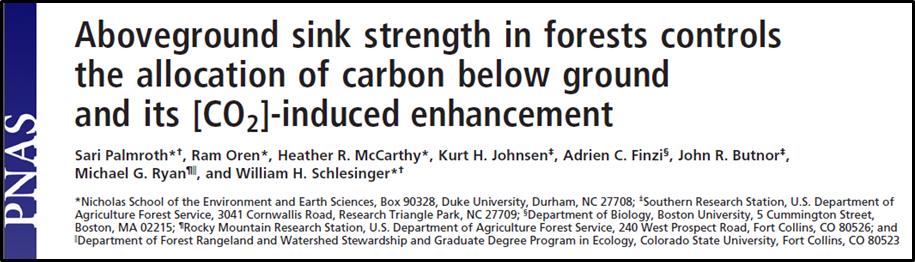 PNAS
Aboveground sink strength in forests controls
the allocation of carbon below ground
and its [CO₂]-induced enhancement
Sari Palmroth*†, Ram Oren*, Heather R. McCarthy*, Kurt H. Johnsen‡, Adrien C. Finzi§, John R. Butnor‡,
Michael G. Ryan¶‖, and William H. Schlesinger*†
*Nicholas School of the Environment and Earth Sciences, Box 90328, Duke University, Durham, NC 27708; ‡Southern Research Station, U.S. Department of
Agriculture Forest Service, 3041 Cornwallis Road, Research Triangle Park, NC 27709; §Department of Biology, Boston University, 5 Cummington Street,
Boston, MA 02215; ¶Rocky Mountain Research Station, U.S. Department of Agriculture Forest Service, 240 West Prospect Road, Fort Collins, CO 80526; and
‖Department of Forest Rangeland and Watershed Stewardship and Graduate Degree Program in Ecology, Colorado State University, Fort Collins, CO 80523